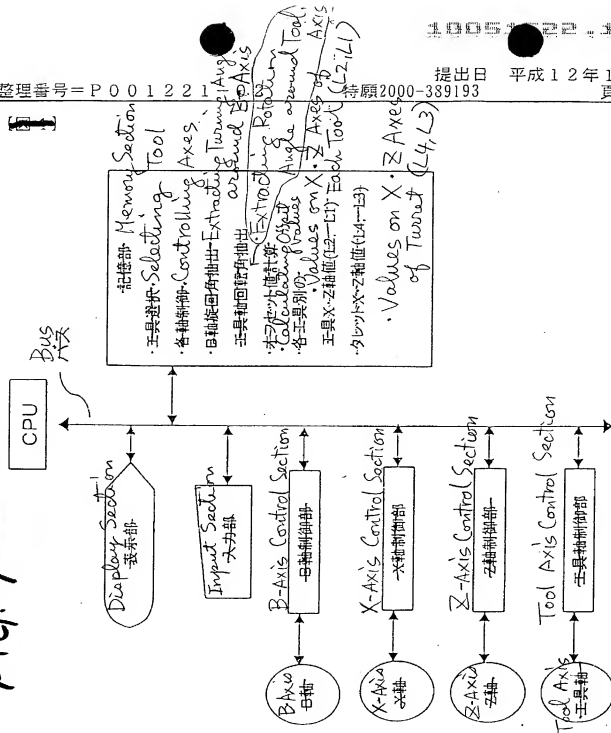 提出日 平成12年1
整理番号=P001221 2 特願2000-389193 頁
Fig. 1
CPU
Bus
バス
記憶部 Memory Section
・工具選択・Selecting Tool
・各軸制御・Controlling Axes
・B軸旋回角抽出・Extracting Turning Angle around B-Axis
工具軸回転角抽出
・Extracting Rotation Angle around Tool Axis
・オフセット値計算
・Calculating Offset Values
・各工具別の
工具X・Z軸値(L2, L1)
・Values on X・Z Axes of Each Tool (L2, L1)
・タレットX・Z軸値(L4, L3)
・Values on X・Z Axes of Turret (L4, L3)
Display Section
表示部
Input Section
入力部
B-Axis Control Section
B軸制御部
B Axis
B軸
X-Axis Control Section
X軸制御部
X-Axis
X軸
Z-Axis Control Section
Z軸制御部
Z-Axis
Z軸
Tool Axis Control Section
工具軸制御部
Tool Axis
工具軸